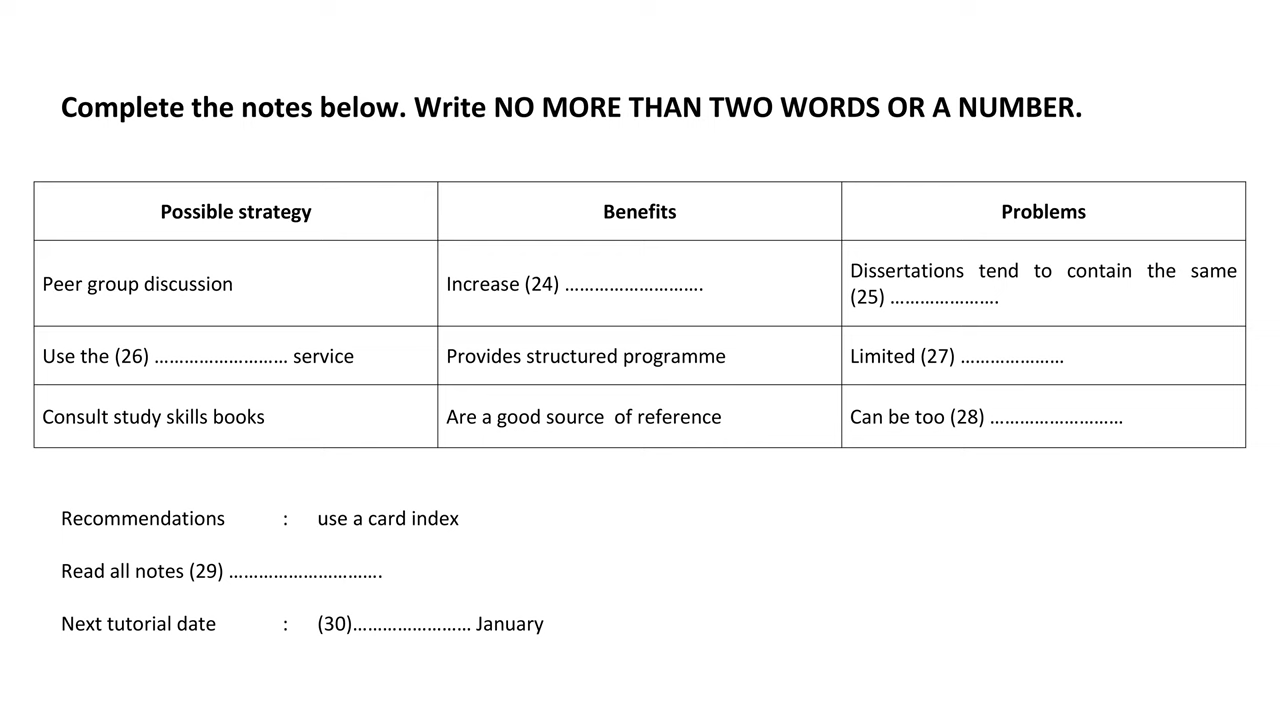 Complete the notes below. Write NO MORE THAN TWO WORDS OR A NUMBER.
Possible strategy Benefits Problems
Peer group discussion Increase (24) ………………………. Dissertations tend to contain the same
(25) ………………….
Use the (26) ……………………… service Provides structured programme Limited (27) …………………
Consult study skills books Are a good source of reference Can be too (28) ………………………
Recommendations : use a card index
Read all notes (29) ………………………….
Next tutorial date : (30)…………………… January